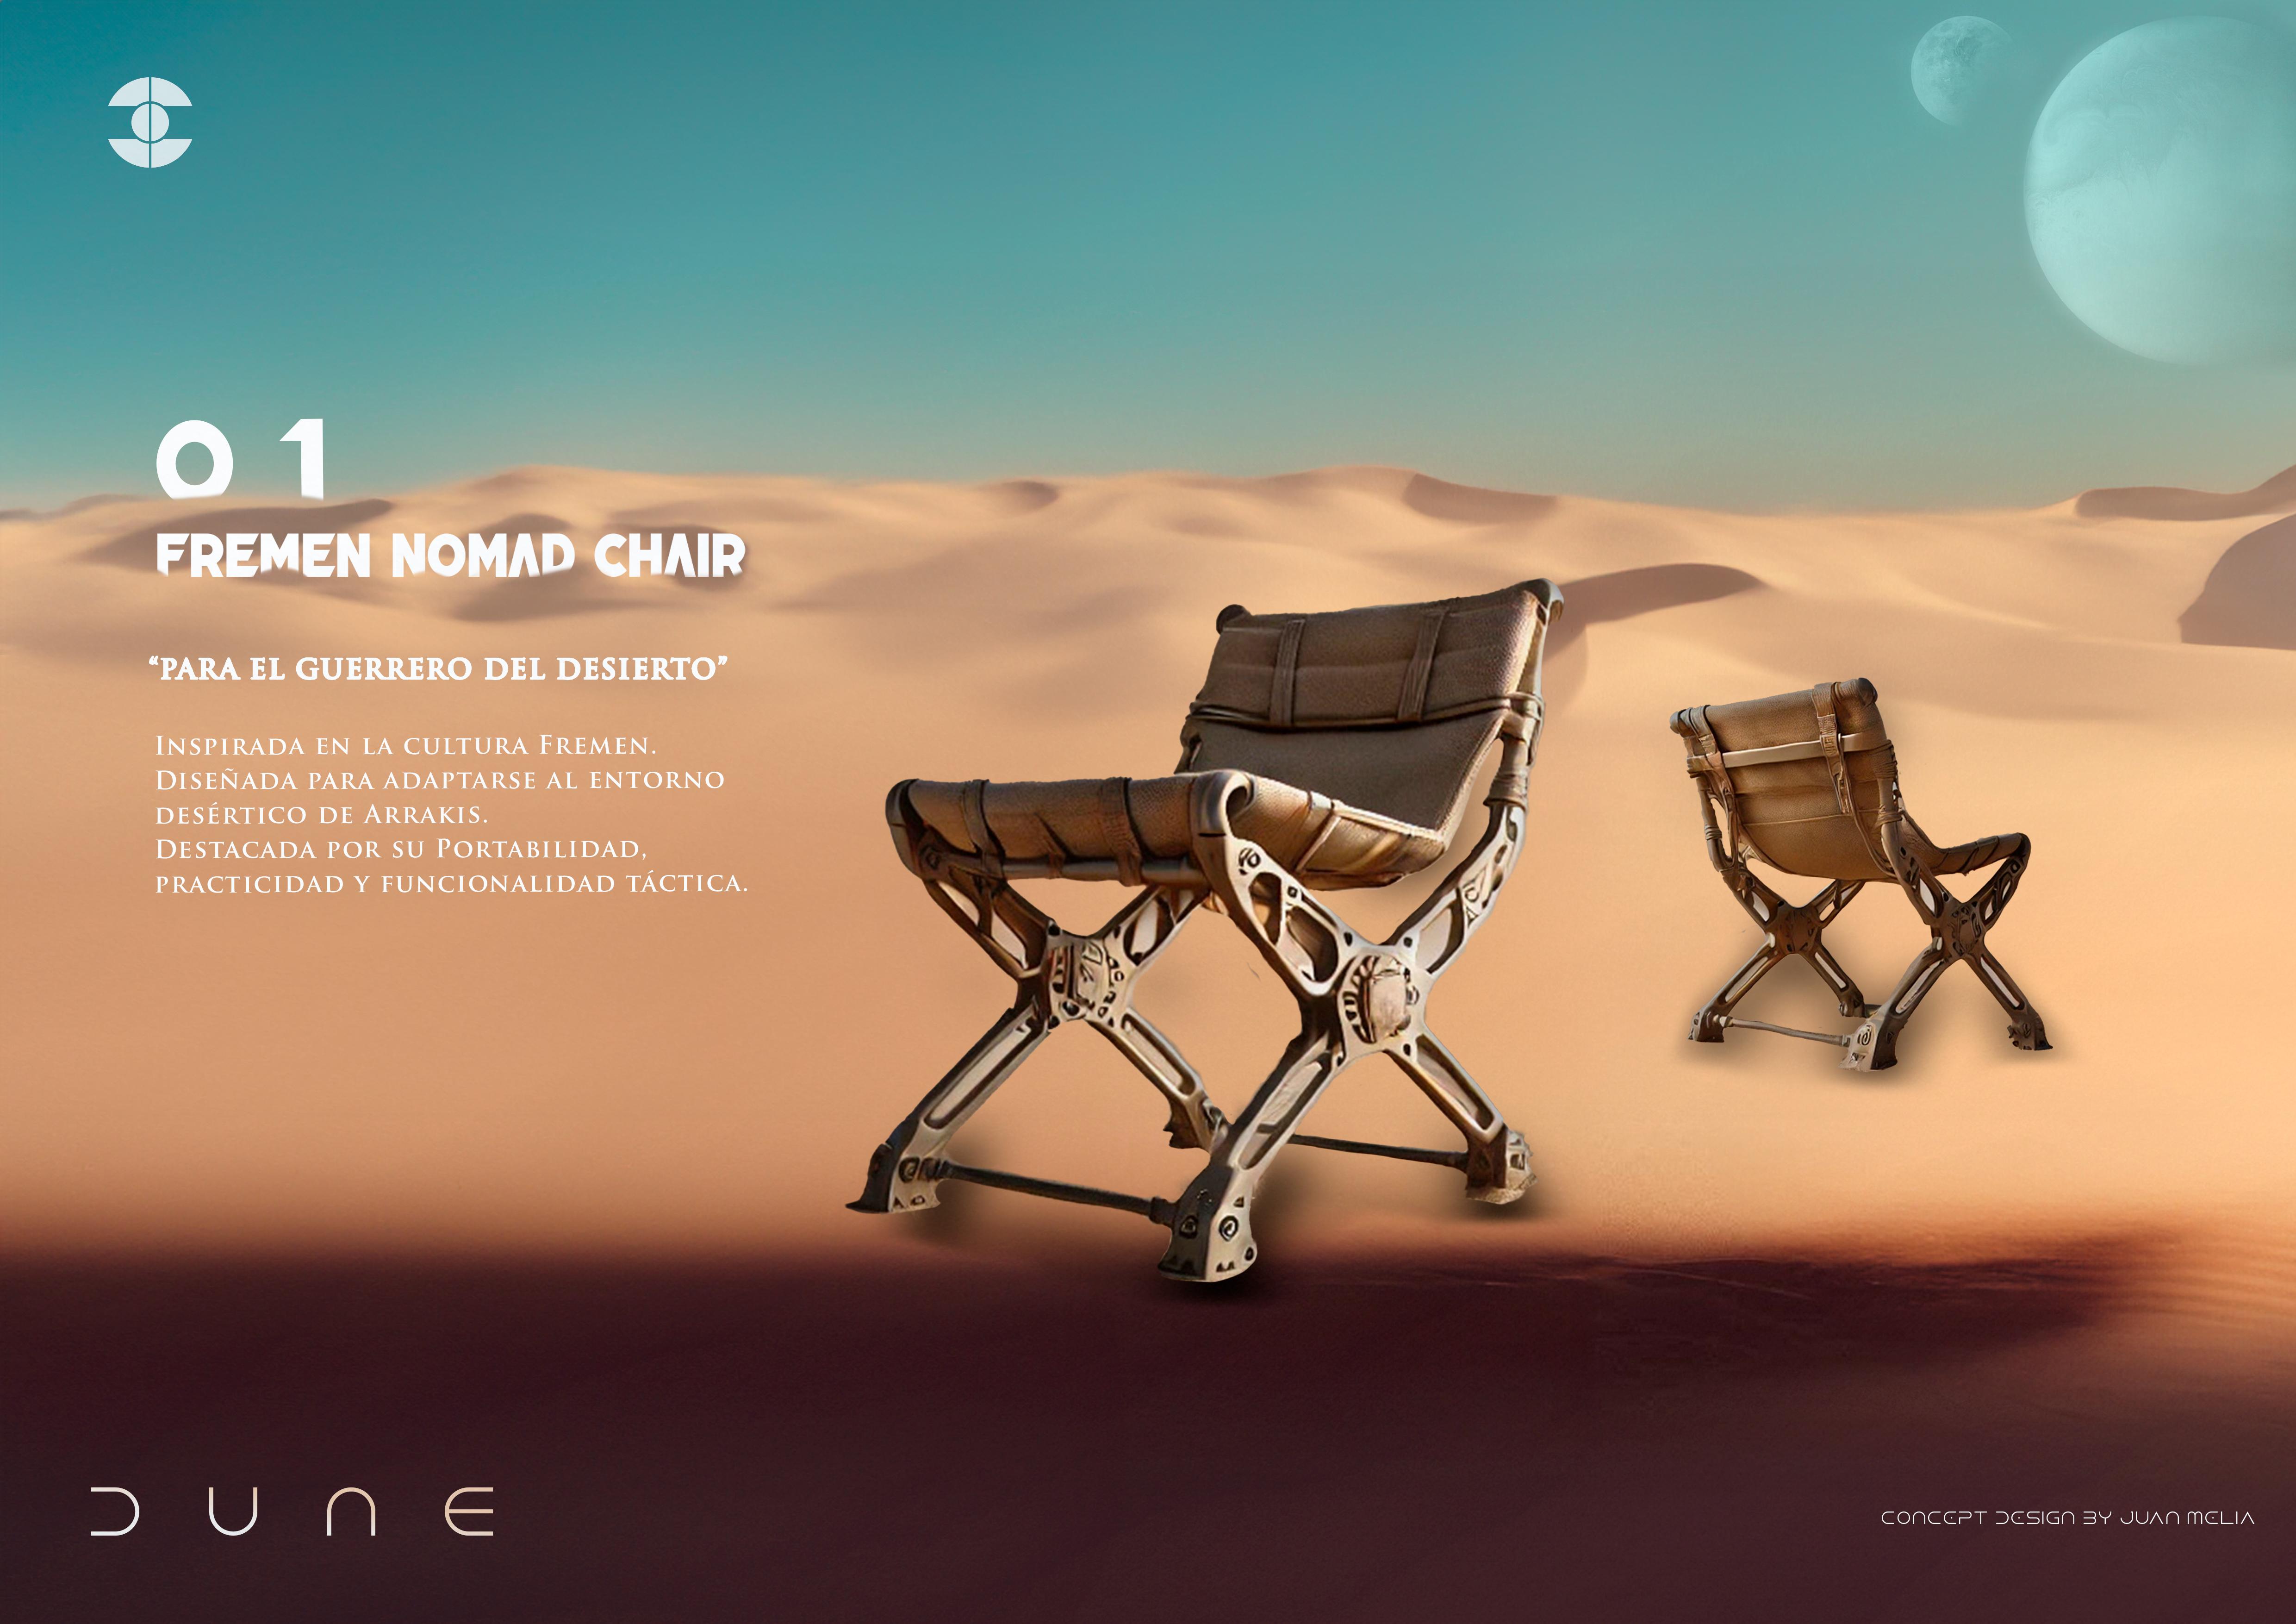 01
FREMEN NOMAD CHAIR
“PARA EL GUERRERO DEL DESIERTO”
Inspirada en la cultura Fremen.
Diseñada para adaptarse al entorno
desértico de Arrakis.
Destacada por su Portabilidad,
practicidad y funcionalidad táctica.
DUNE
CONCEPT DESIGN BY JUAN MELIA